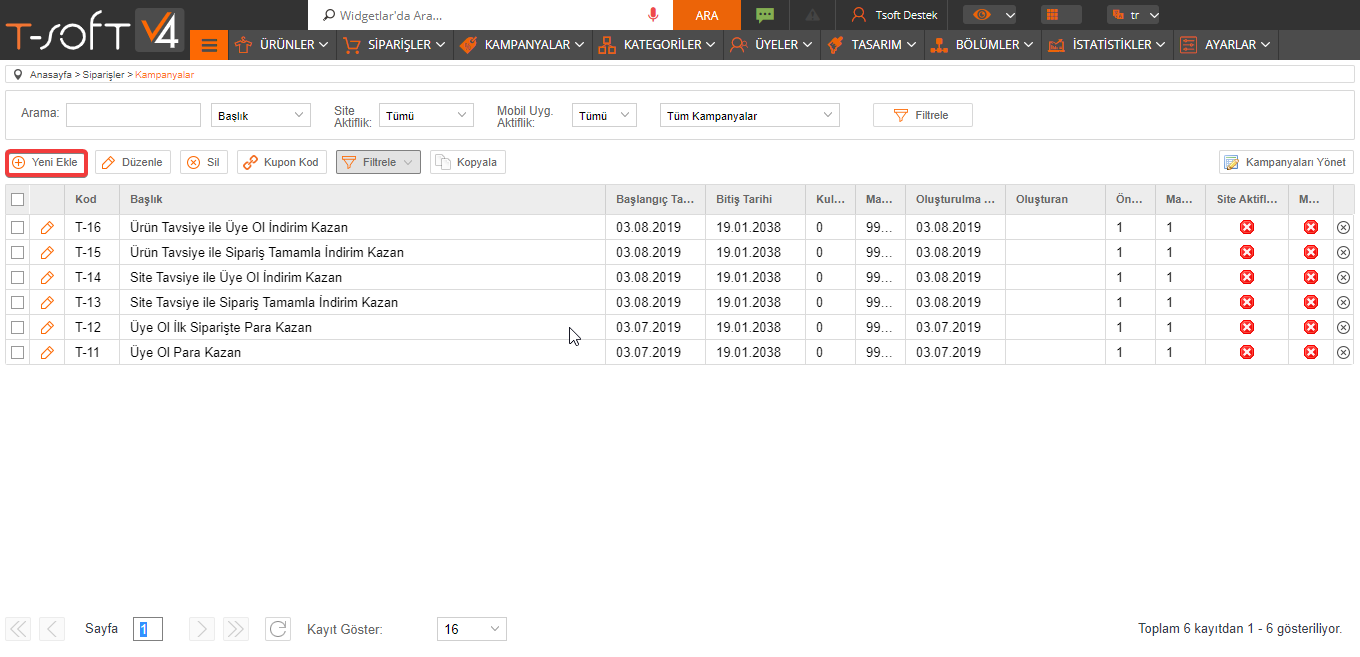 T-SOFT V4
Widgetlar'da Ara...
ARA
Tsoft Destek
tr
ÜRÜNLER
SİPARİŞLER
KAMPANYALAR
KATEGORİLER
ÜYELER
TASARIM
BÖLÜMLER
İSTATİSTİKLER
AYARLAR
Anasayfa > Siparişler > Kampanyalar
Arama:
Başlık
Site Aktiflik:
Tümü
Mobil Uyg. Aktiflik:
Tümü
Tüm Kampanyalar
Filtrele
Yeni Ekle
Düzenle
Sil
Kupon Kod
Filtrele
Kopyala
Kampanyaları Yönet
Kod Başlık Başlangıç Ta... Bitiş Tarihi Kul... Ma... Oluşturulma ... Oluşturan Ön... Ma... Site Aktifl... M...
T-16 Ürün Tavsiye ile Üye Ol İndirim Kazan 03.08.2019 19.01.2038 0 99... 03.08.2019 1 1
T-15 Ürün Tavsiye ile Sipariş Tamamla İndirim Kazan 03.08.2019 19.01.2038 0 99... 03.08.2019 1 1
T-14 Site Tavsiye ile Üye Ol İndirim Kazan 03.08.2019 19.01.2038 0 99... 03.08.2019 1 1
T-13 Site Tavsiye ile Sipariş Tamamla İndirim Kazan 03.08.2019 19.01.2038 0 99... 03.08.2019 1 1
T-12 Üye Ol İlk Siparişte Para Kazan 03.07.2019 19.01.2038 0 99... 03.07.2019 1 1
T-11 Üye Ol Para Kazan 03.07.2019 19.01.2038 0 99... 03.07.2019 1 1
Sayfa 1
Kayıt Göster: 16
Toplam 6 kayıtdan 1 - 6 gösteriliyor.